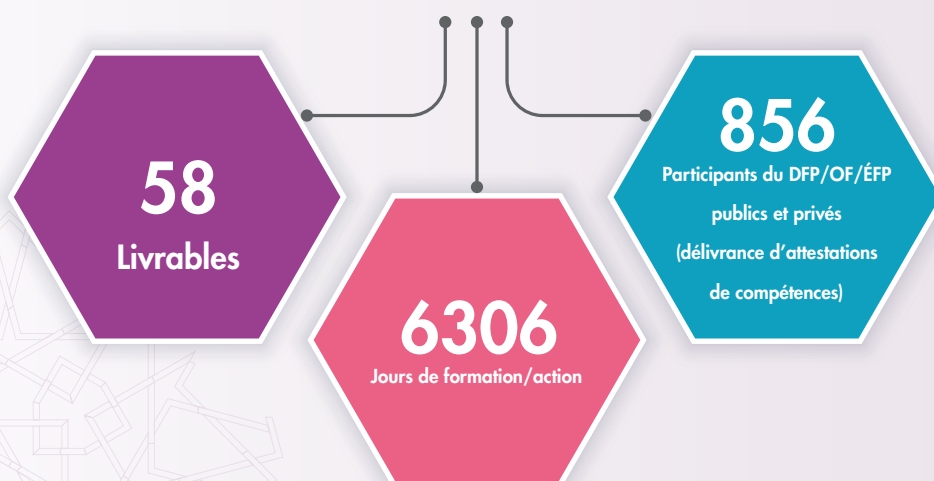 58
Livrables
6306
Jours de formation/action
856
Participants du DFP/OF/ÉFP
publics et privés
(délivrance d'attestations
de compétences)